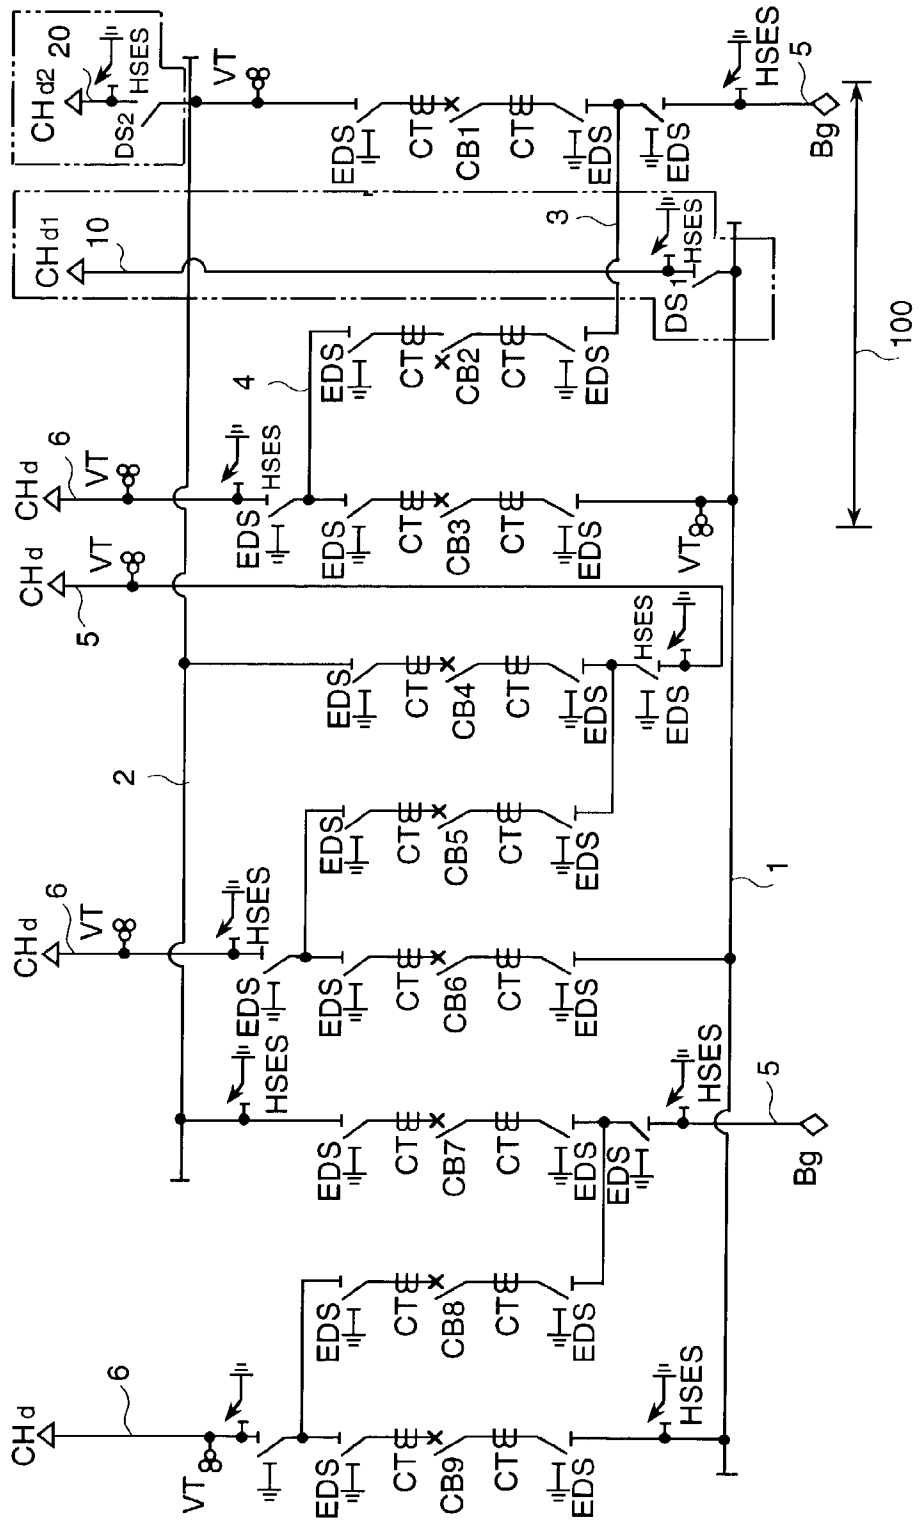 CHd
CHd
CHd
CHd
CHd1
CHd2
6
6
5
6
10
20
VT
VT
VT
VT
DS2
HSES
2
VT
HSES
HSES
HSES
4
EDS
EDS
EDS
EDS
EDS
EDS
EDS
EDS
EDS
EDS
EDS
CT
CT
CT
CT
CT
CT
CT
CT
CT
CB9
CB8
CB7
CB6
CB5
CB4
CB3
CB2
CB1
CT
CT
CT
CT
CT
CT
CT
CT
CT
3
EDS
EDS
EDS
EDS
EDS
EDS
EDS
EDS
EDS
EDS
HSES
EDS
DS1
EDS
HSES
HSES
VT
HSES
HSES
5
1
5
Bg
Bg
100